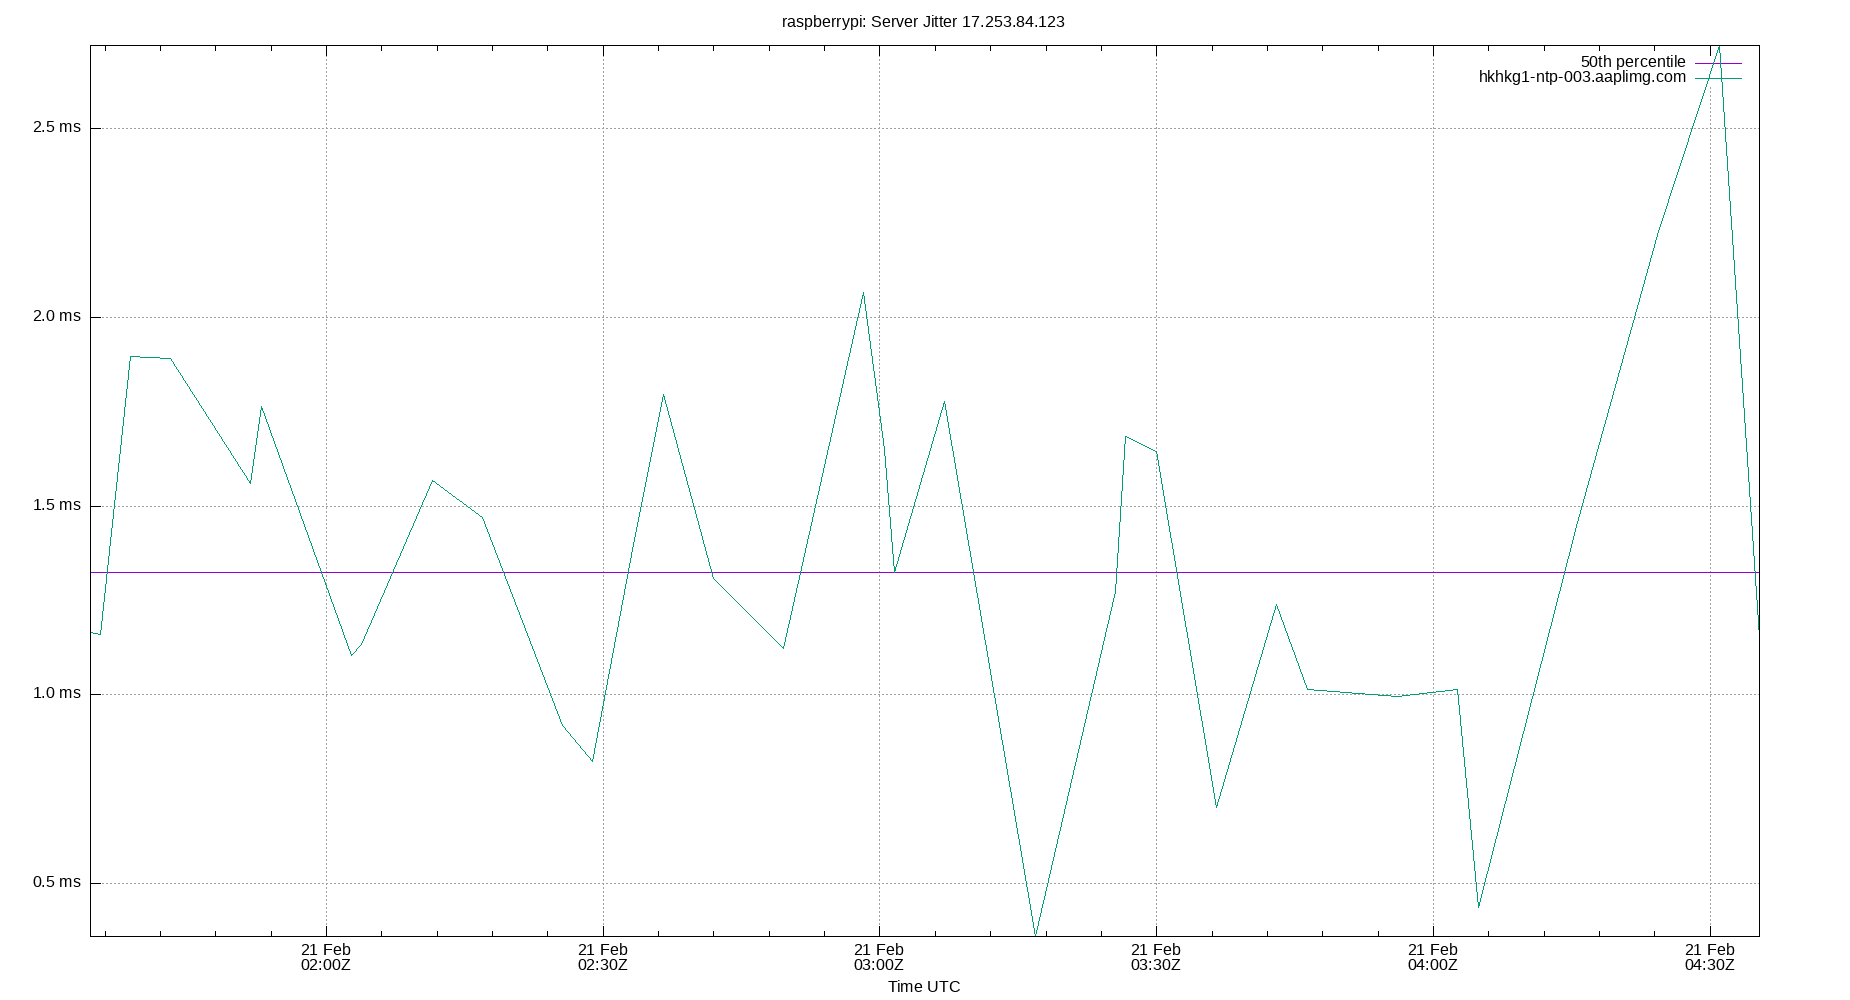 raspberrypi: Server Jitter 17.253.84.123
50th percentile
hkhkg1-ntp-003.aaplimg.com
2.5 ms
2.0 ms
1.5 ms
1.0 ms
0.5 ms
21 Feb 21 Feb 21 Feb 21 Feb 21 Feb 21 Feb
02:00Z 02:30Z 03:00Z 03:30Z 04:00Z 04:30Z
Time UTC